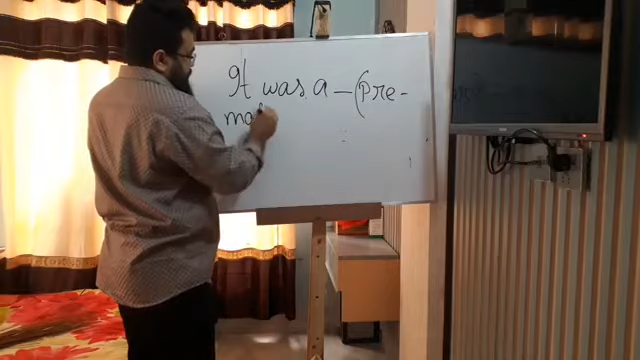 It was a – (Pre-
ma